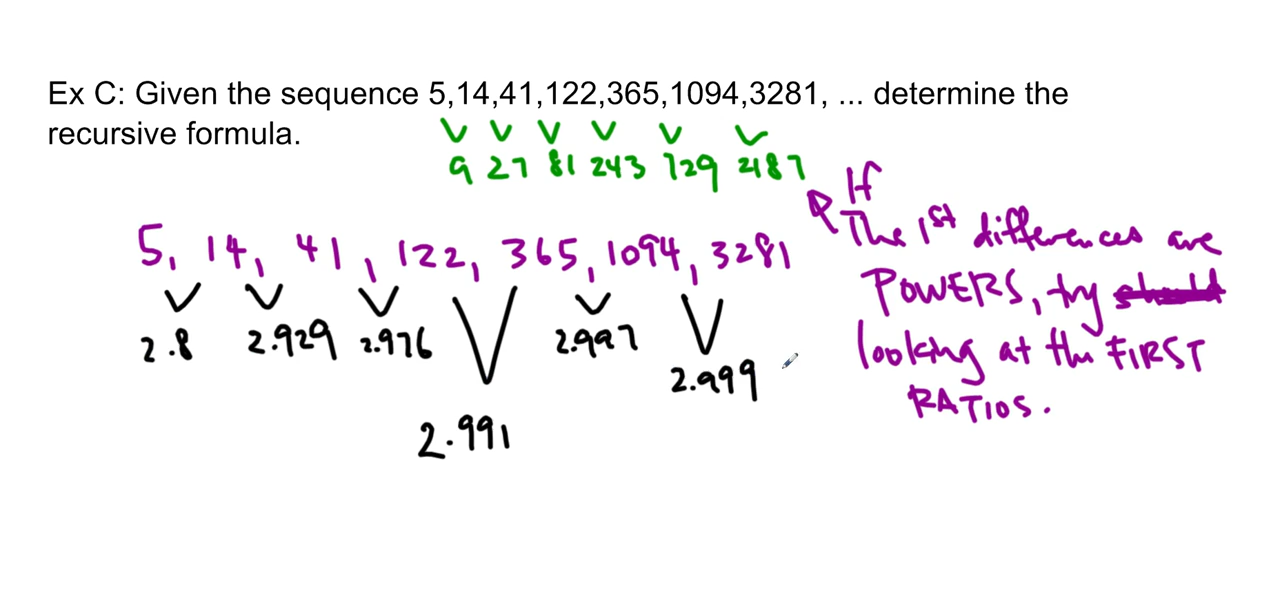 Ex C: Given the sequence 5,14,41,122,365,1094,3281, ... determine the
recursive formula.
9 27 81 243 729 2187
If
5, 14, 41, 122, 365, 1094, 3281
The 1st differences are
POWERS, try should
2.8 2.929 2.976 2.997
looking at the FIRST
2.999
RATIOS.
2.991